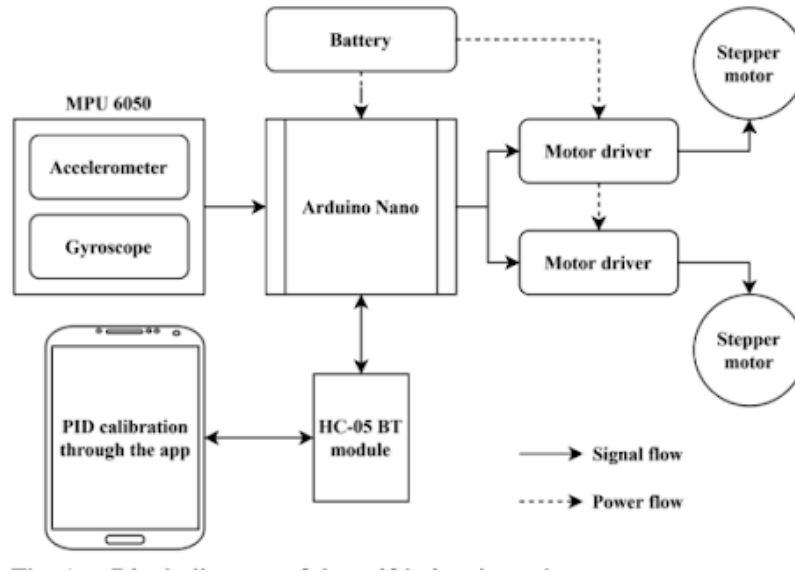 Battery
Stepper
motor
MPU 6050
Accelerometer
Gyroscope
Arduino Nano
Motor driver
Motor driver
Stepper
motor
PID calibration
through the app
HC-05 BT
module
Signal flow
Power flow